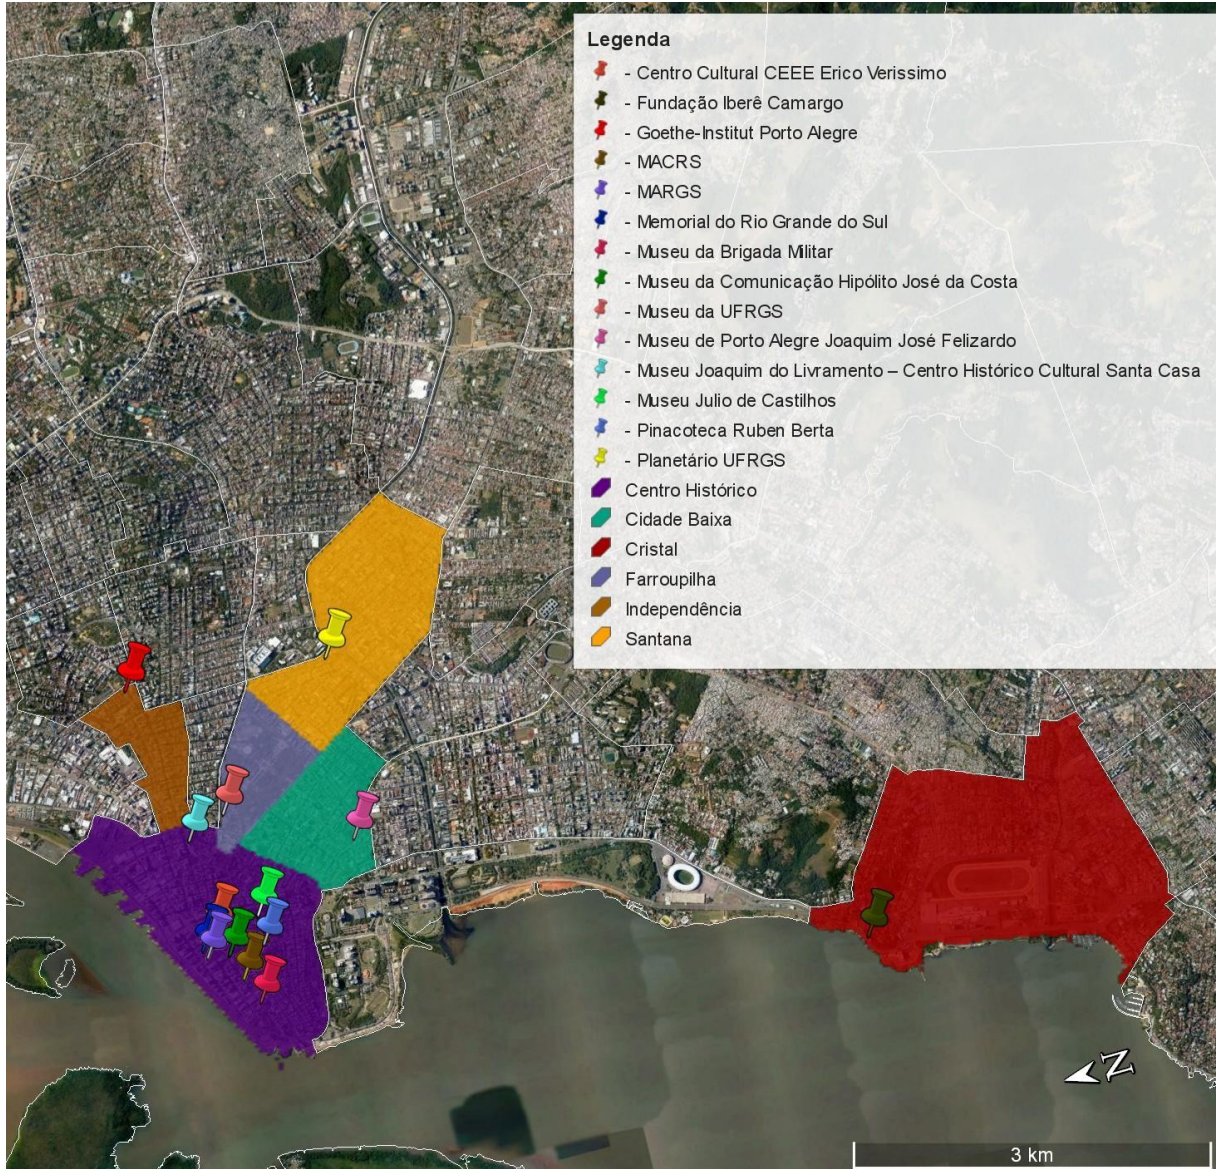 Legenda
- Centro Cultural CEEE Erico Verissimo
- Fundação Iberê Camargo
- Goethe-Institut Porto Alegre
- MACRS
- MARGS
- Memorial do Rio Grande do Sul
- Museu da Brigada Militar
- Museu da Comunicação Hipólito José da Costa
- Museu da UFRGS
- Museu de Porto Alegre Joaquim José Felizardo
- Museu Joaquim do Livramento – Centro Histórico Cultural Santa Casa
- Museu Julio de Castilhos
- Pinacoteca Ruben Berta
- Planetário UFRGS
Centro Histórico
Cidade Baixa
Cristal
Farroupilha
Independência
Santana
N
3 km